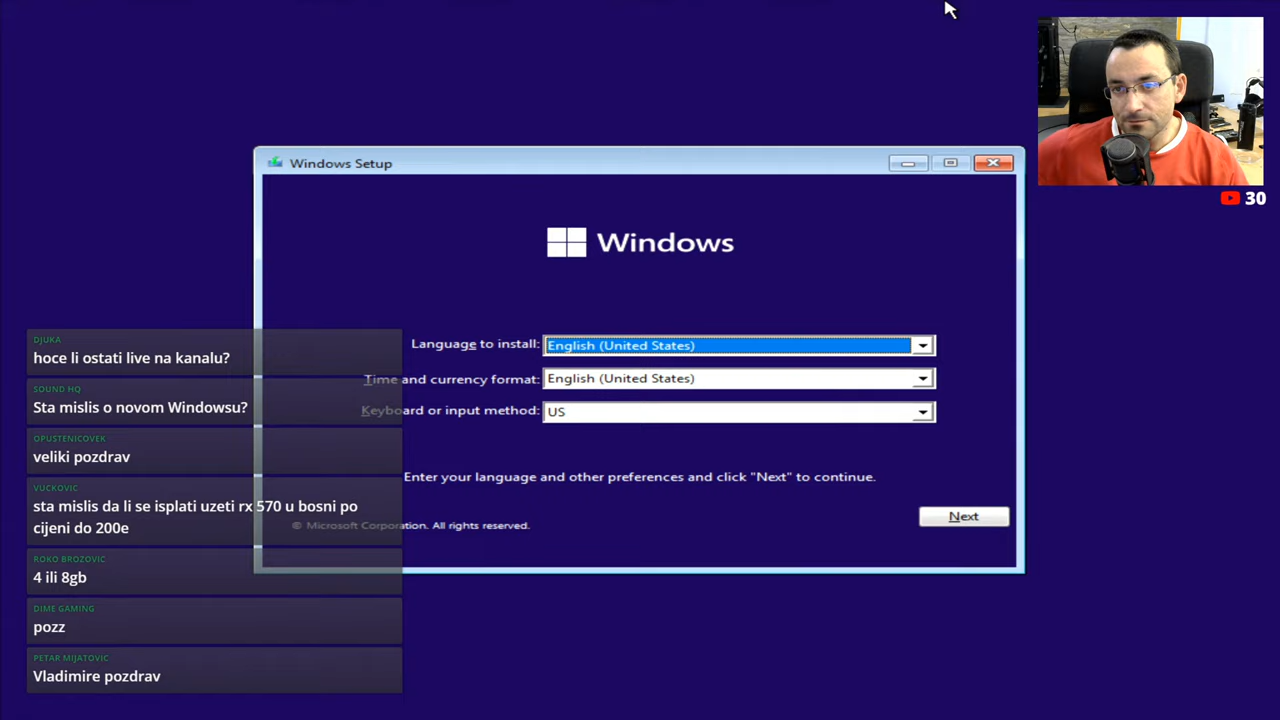 Windows Setup
30
Windows
Language to install: English (United States)
Time and currency format: English (United States)
Keyboard or input method: US
Enter your language and other preferences and click "Next" to continue.
© Microsoft Corporation. All rights reserved.
Next
DJUKA
hoce li ostati live na kanalu?
SOUND HQ
Sta mislis o novom Windowsu?
OPUSTENICOVEK
veliki pozdrav
VUCKOVIC
sta mislis da li se isplati uzeti rx 570 u bosni po
cijeni do 200e
ROKO BROZOVIC
4 ili 8gb
DIME GAMING
pozz
PETAR MIJATOVIC
Vladimire pozdrav